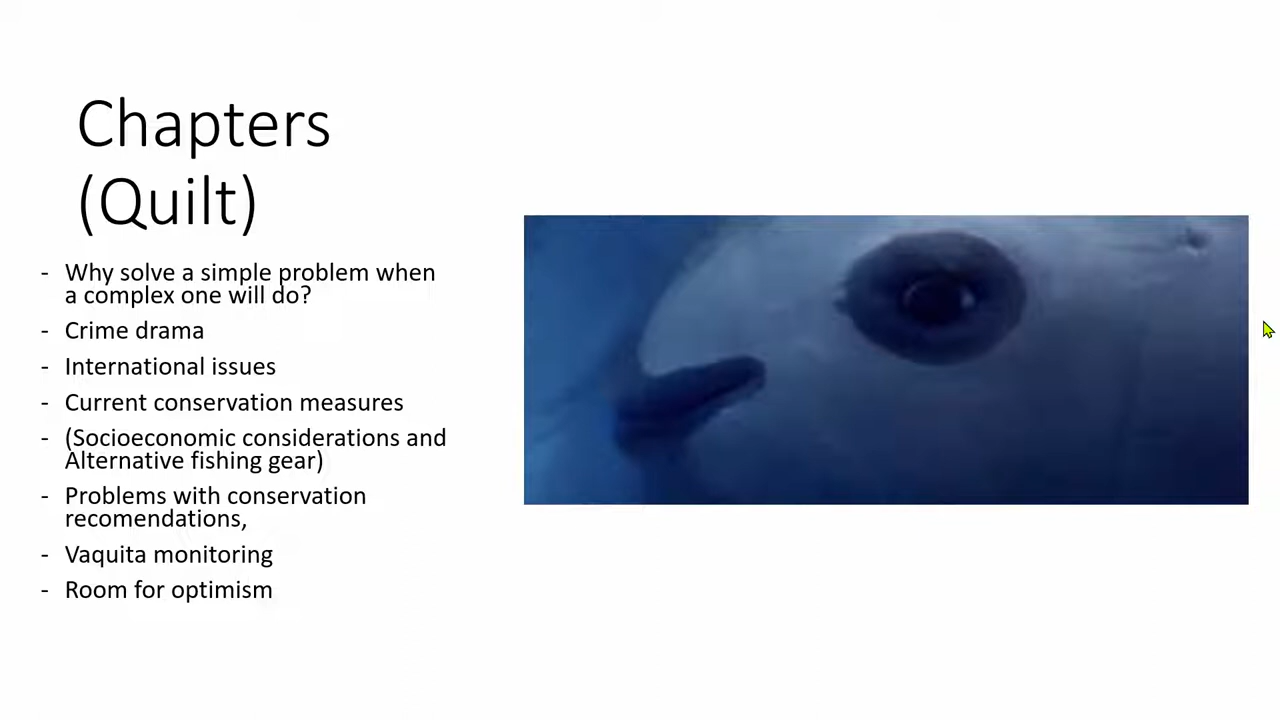 Chapters
(Quilt)
- Why solve a simple problem when
a complex one will do?
- Crime drama
- International issues
- Current conservation measures
- (Socioeconomic considerations and
Alternative fishing gear)
- Problems with conservation
recomendations,
- Vaquita monitoring
- Room for optimism